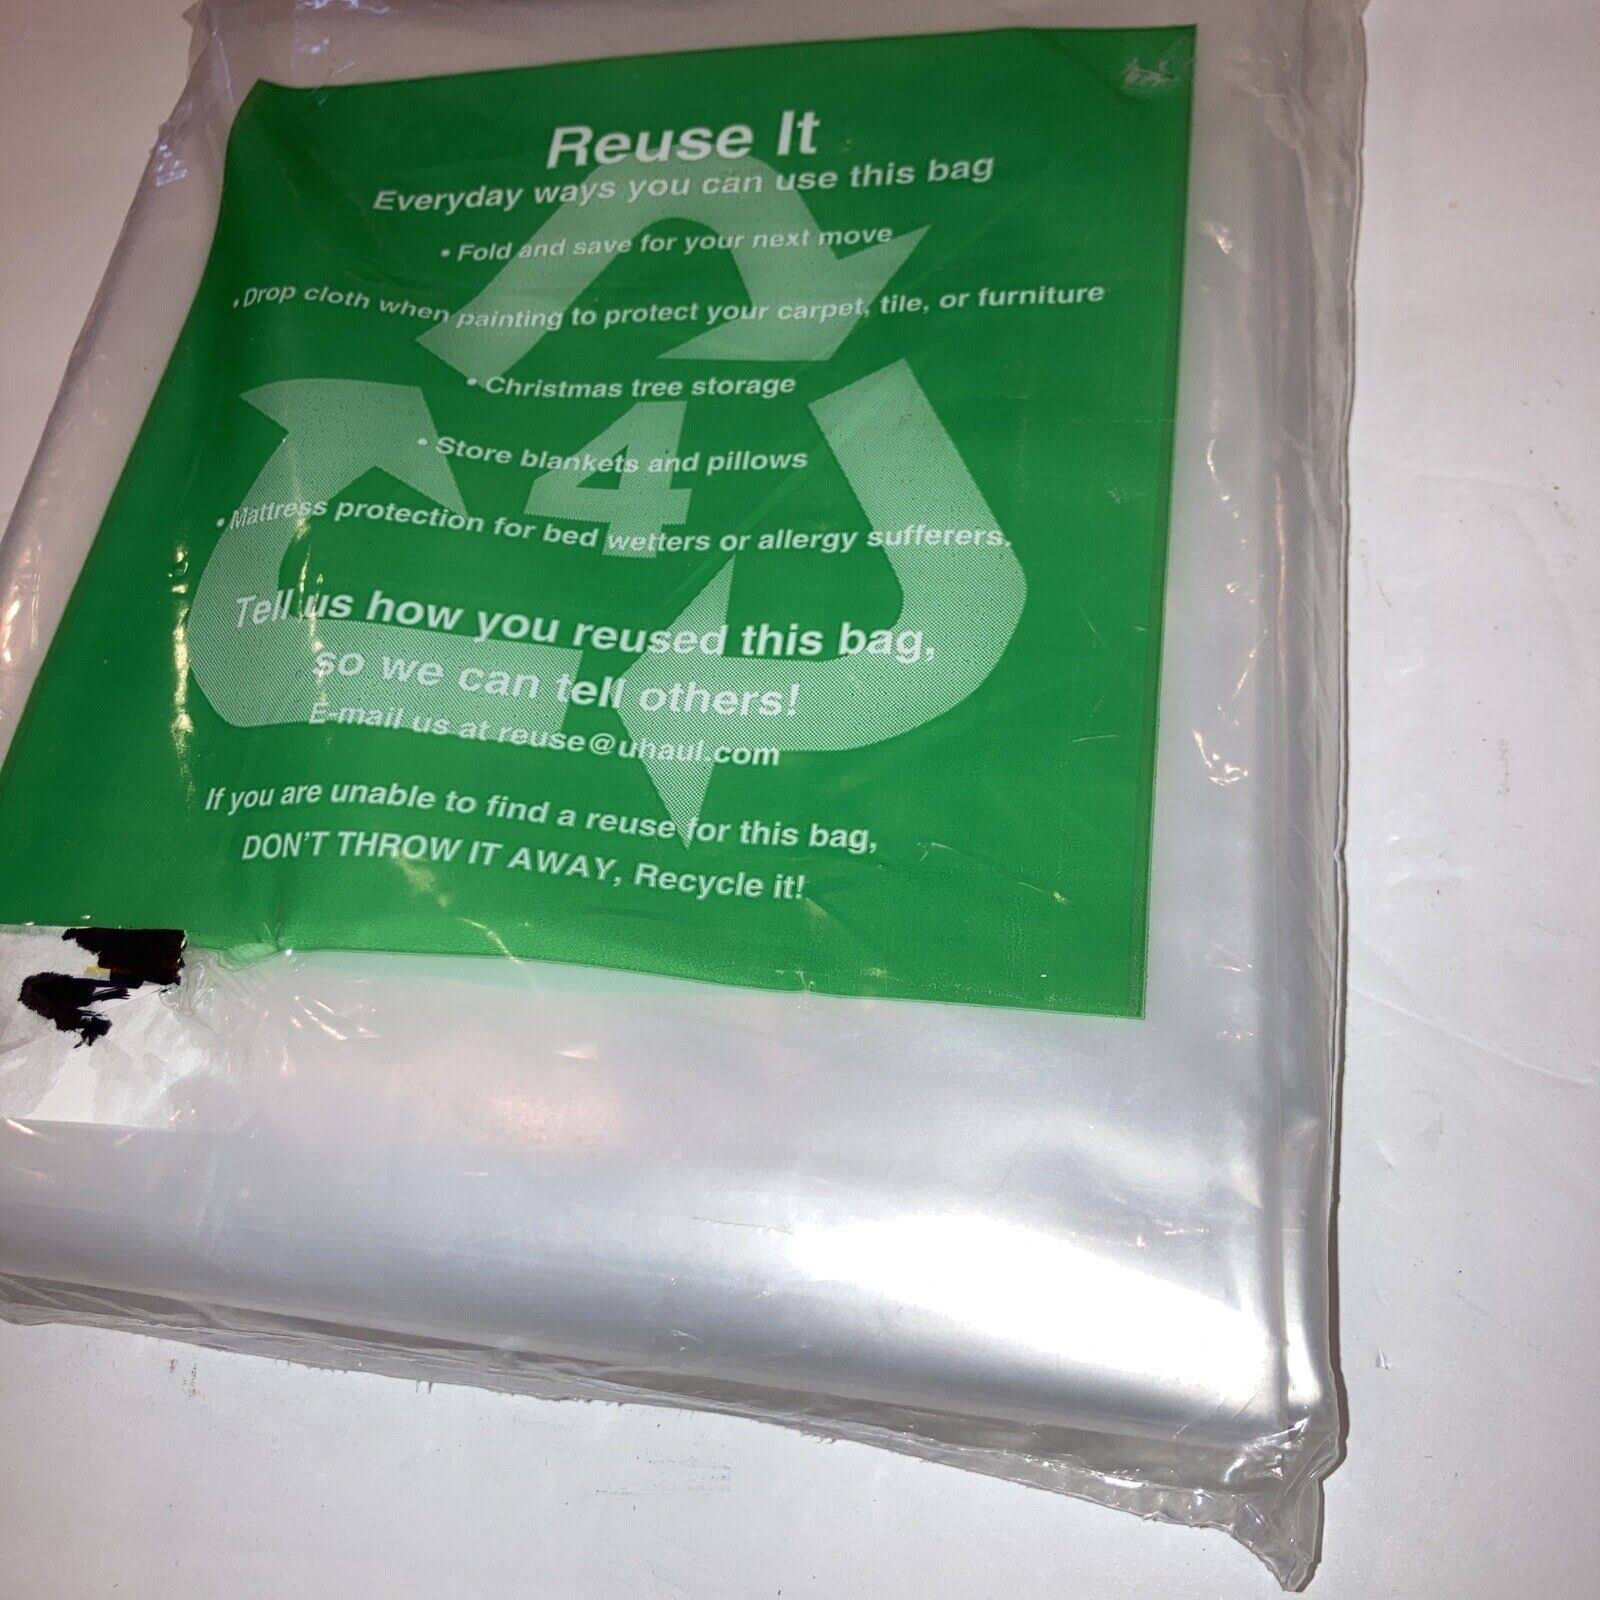 Reuse It
Everyday ways you can use this bag
• Fold and save for your next move
• Drop cloth when painting to protect your carpet, tile, or furniture
• Christmas tree storage
• Store blankets and pillows
4
• Mattress protection for bed wetters or allergy sufferers.
Tell us how you reused this bag,
so we can tell others!
E-mail us at reuse@uhaul.com
If you are unable to find a reuse for this bag,
DON'T THROW IT AWAY, Recycle it!